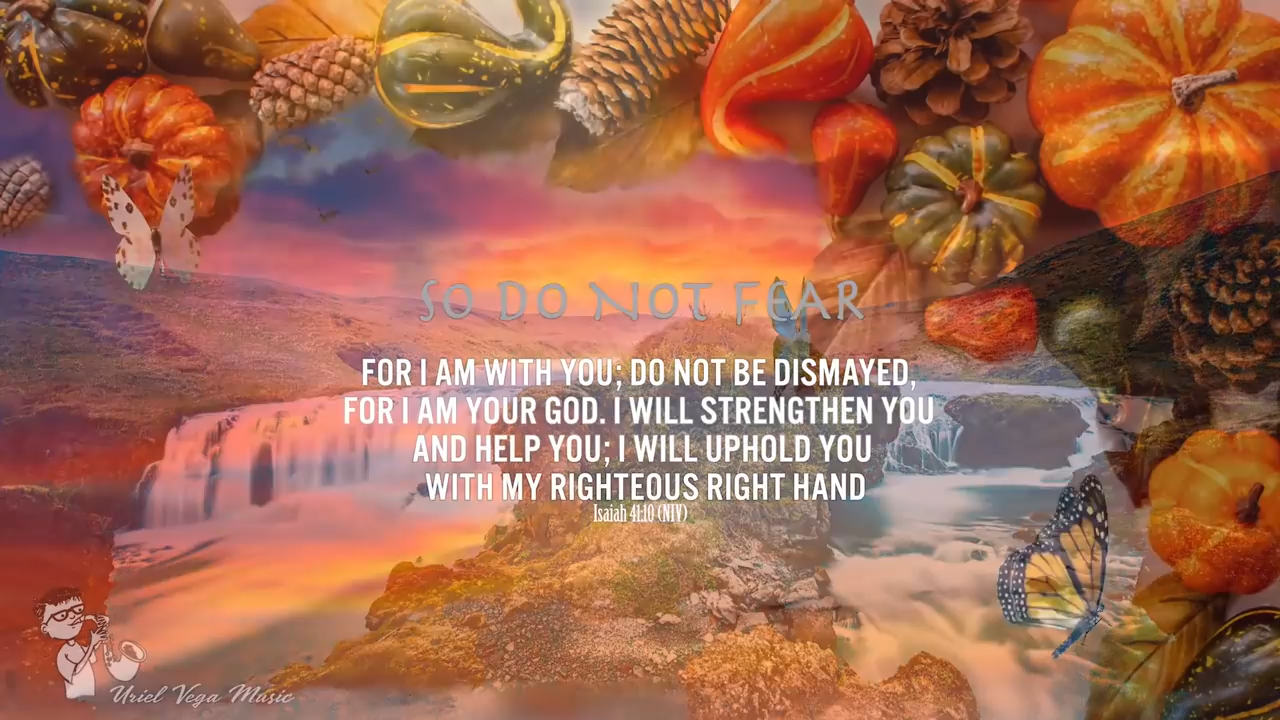 SO DO NOT FEAR
FOR I AM WITH YOU; DO NOT BE DISMAYED,
FOR I AM YOUR GOD. I WILL STRENGTHEN YOU
AND HELP YOU; I WILL UPHOLD YOU
WITH MY RIGHTEOUS RIGHT HAND
Isaiah 41:10 (NIV)
Uriel Vega Music